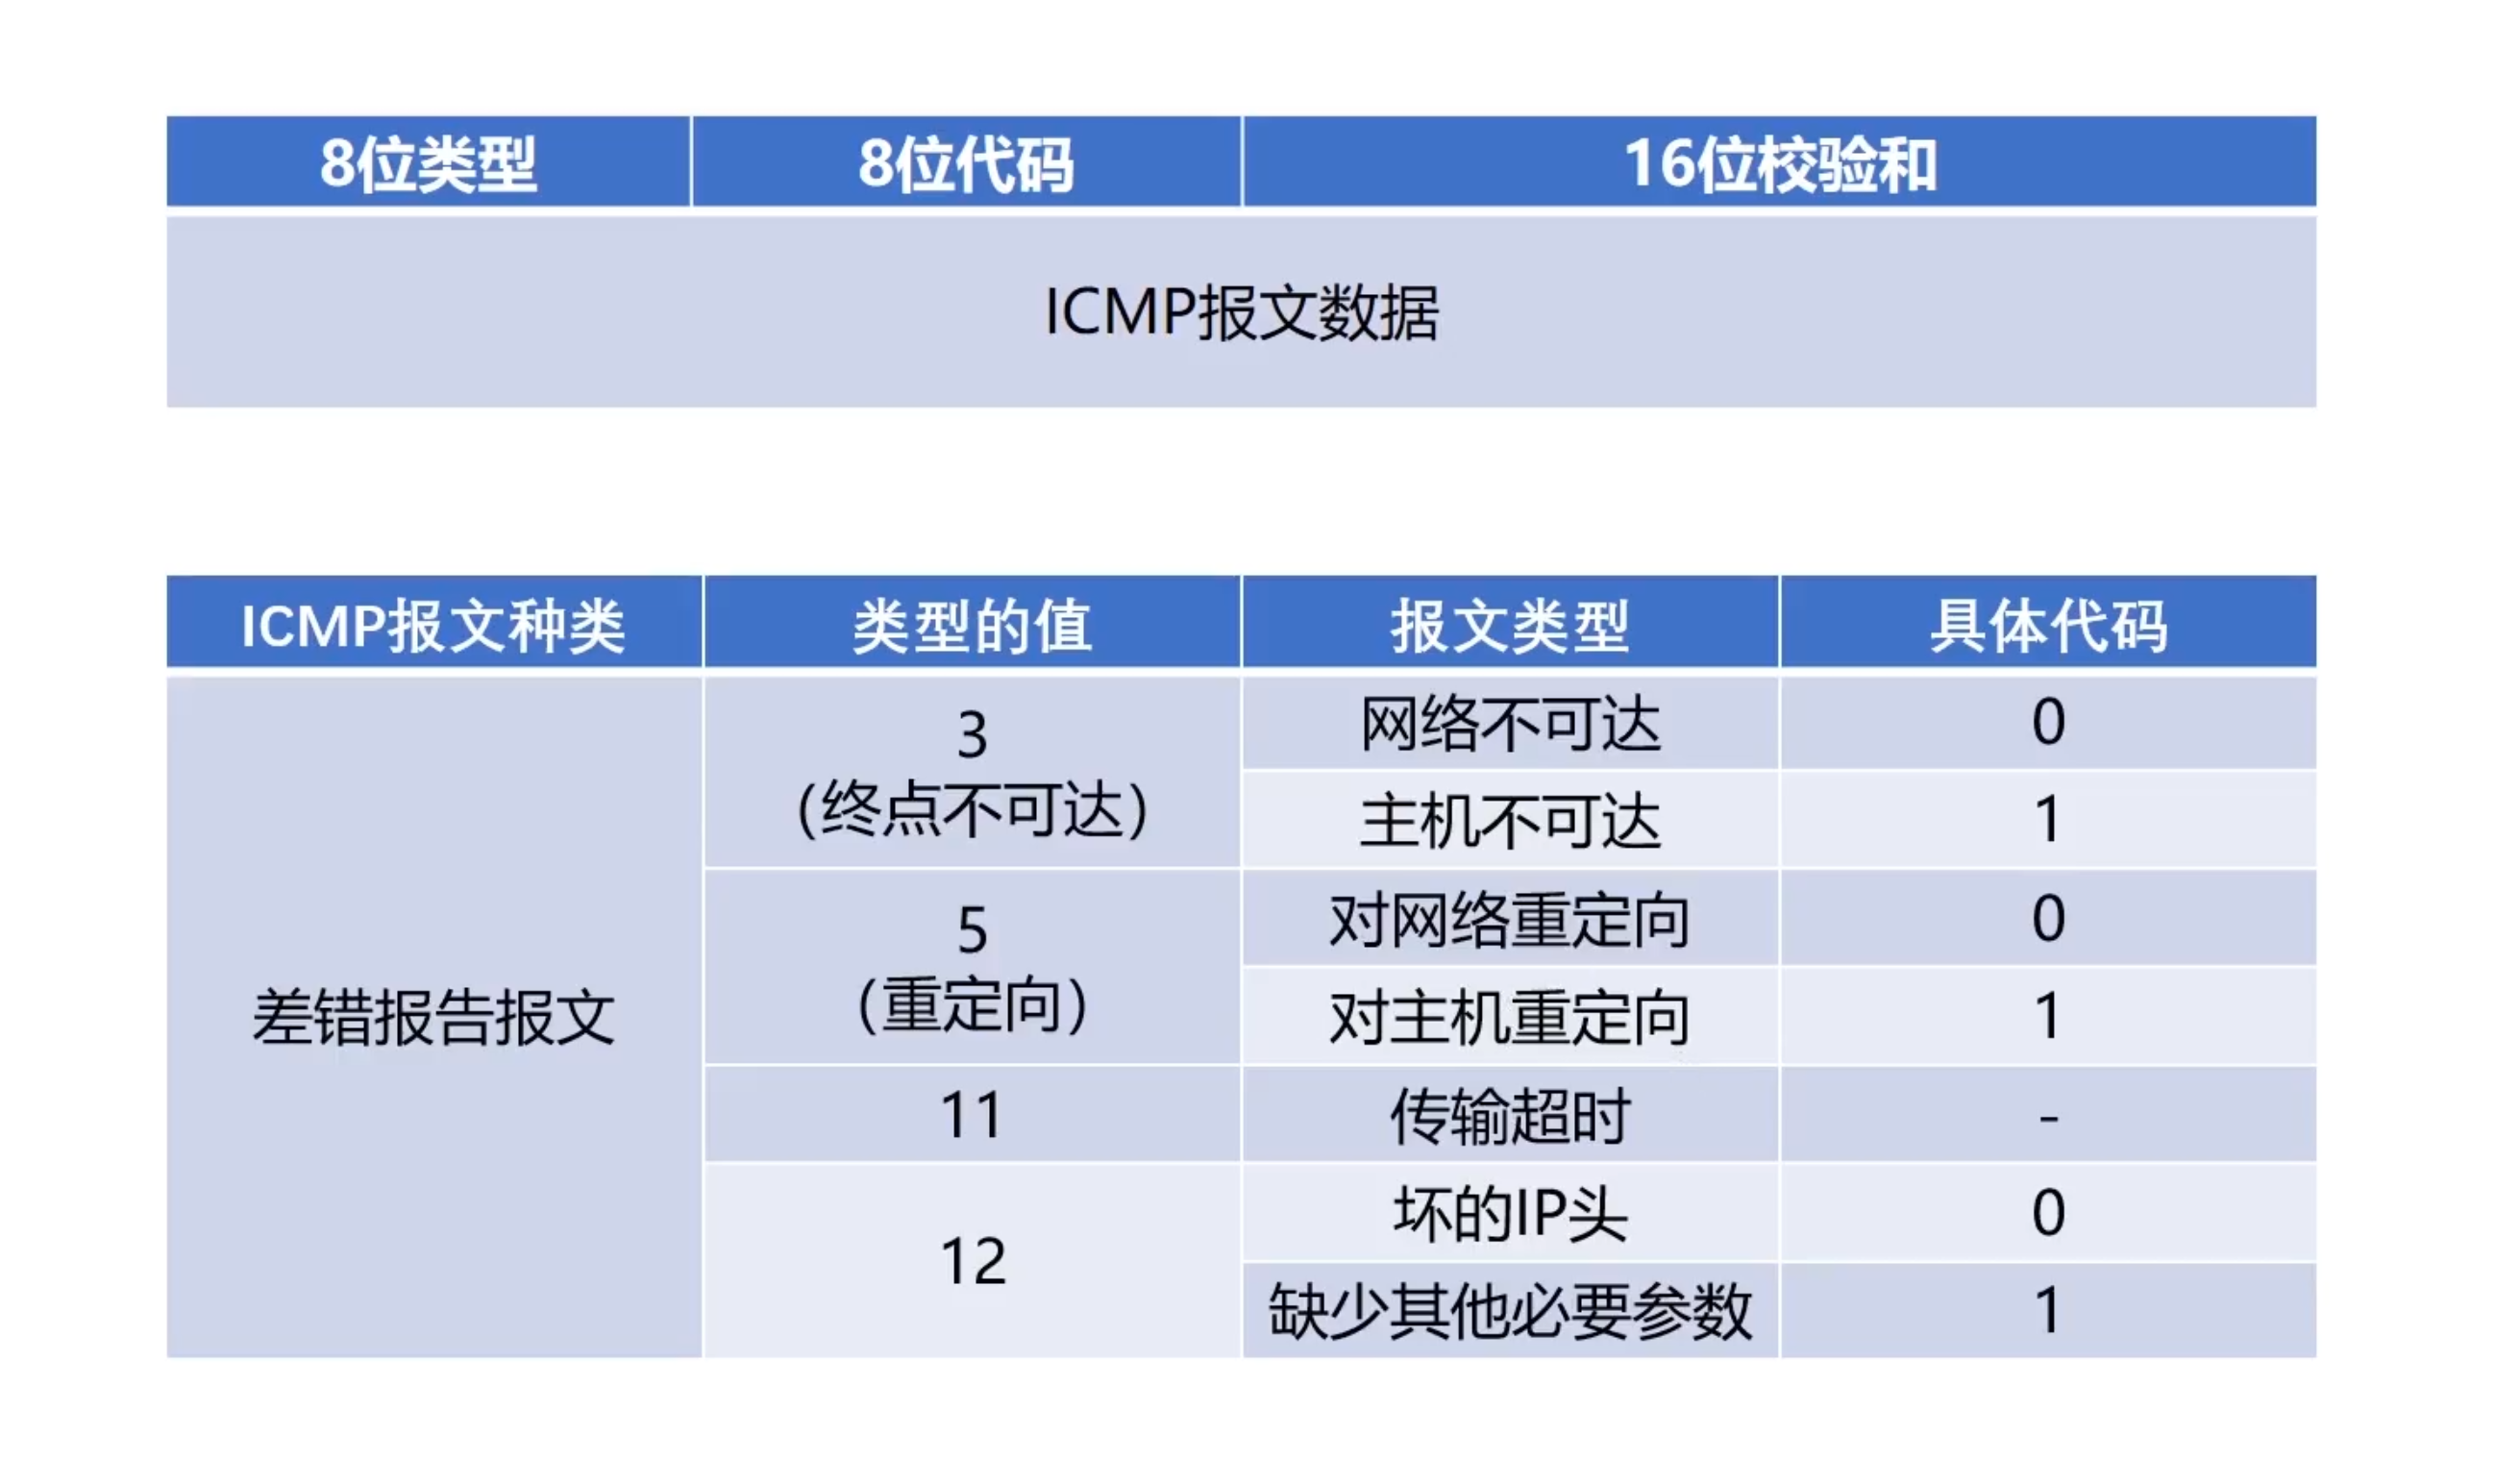 8位类型 8位代码 16位校验和
ICMP报文数据
ICMP报文种类 类型的值 报文类型 具体代码
差错报告报文
3
（终点不可达）
网络不可达 0
主机不可达 1
5
（重定向）
对网络重定向 0
对主机重定向 1
11 传输超时 -
12
坏的IP头 0
缺少其他必要参数 1